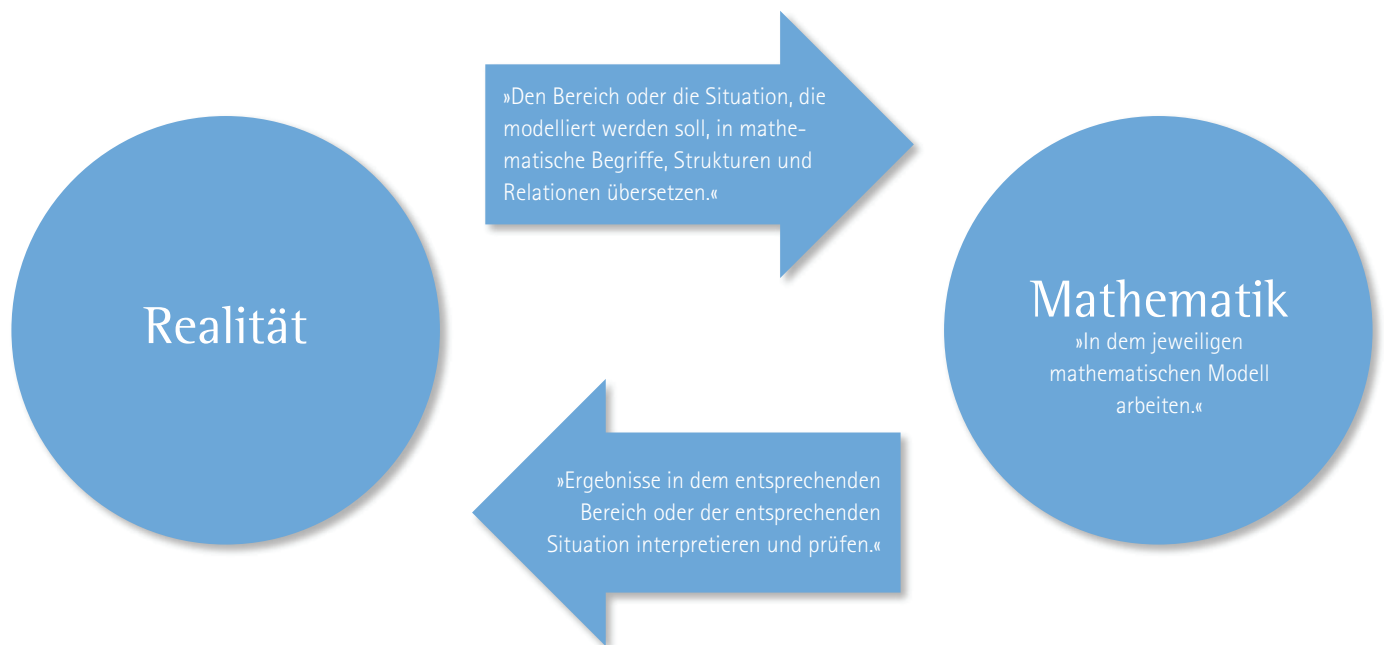 »Den Bereich oder die Situation, die
modelliert werden soll, in mathe-
matische Begriffe, Strukturen und
Relationen übersetzen.«
Realität
Mathematik
»In dem jeweiligen
mathematischen Modell
arbeiten.«
»Ergebnisse in dem entsprechenden
Bereich oder der entsprechenden
Situation interpretieren und prüfen.«